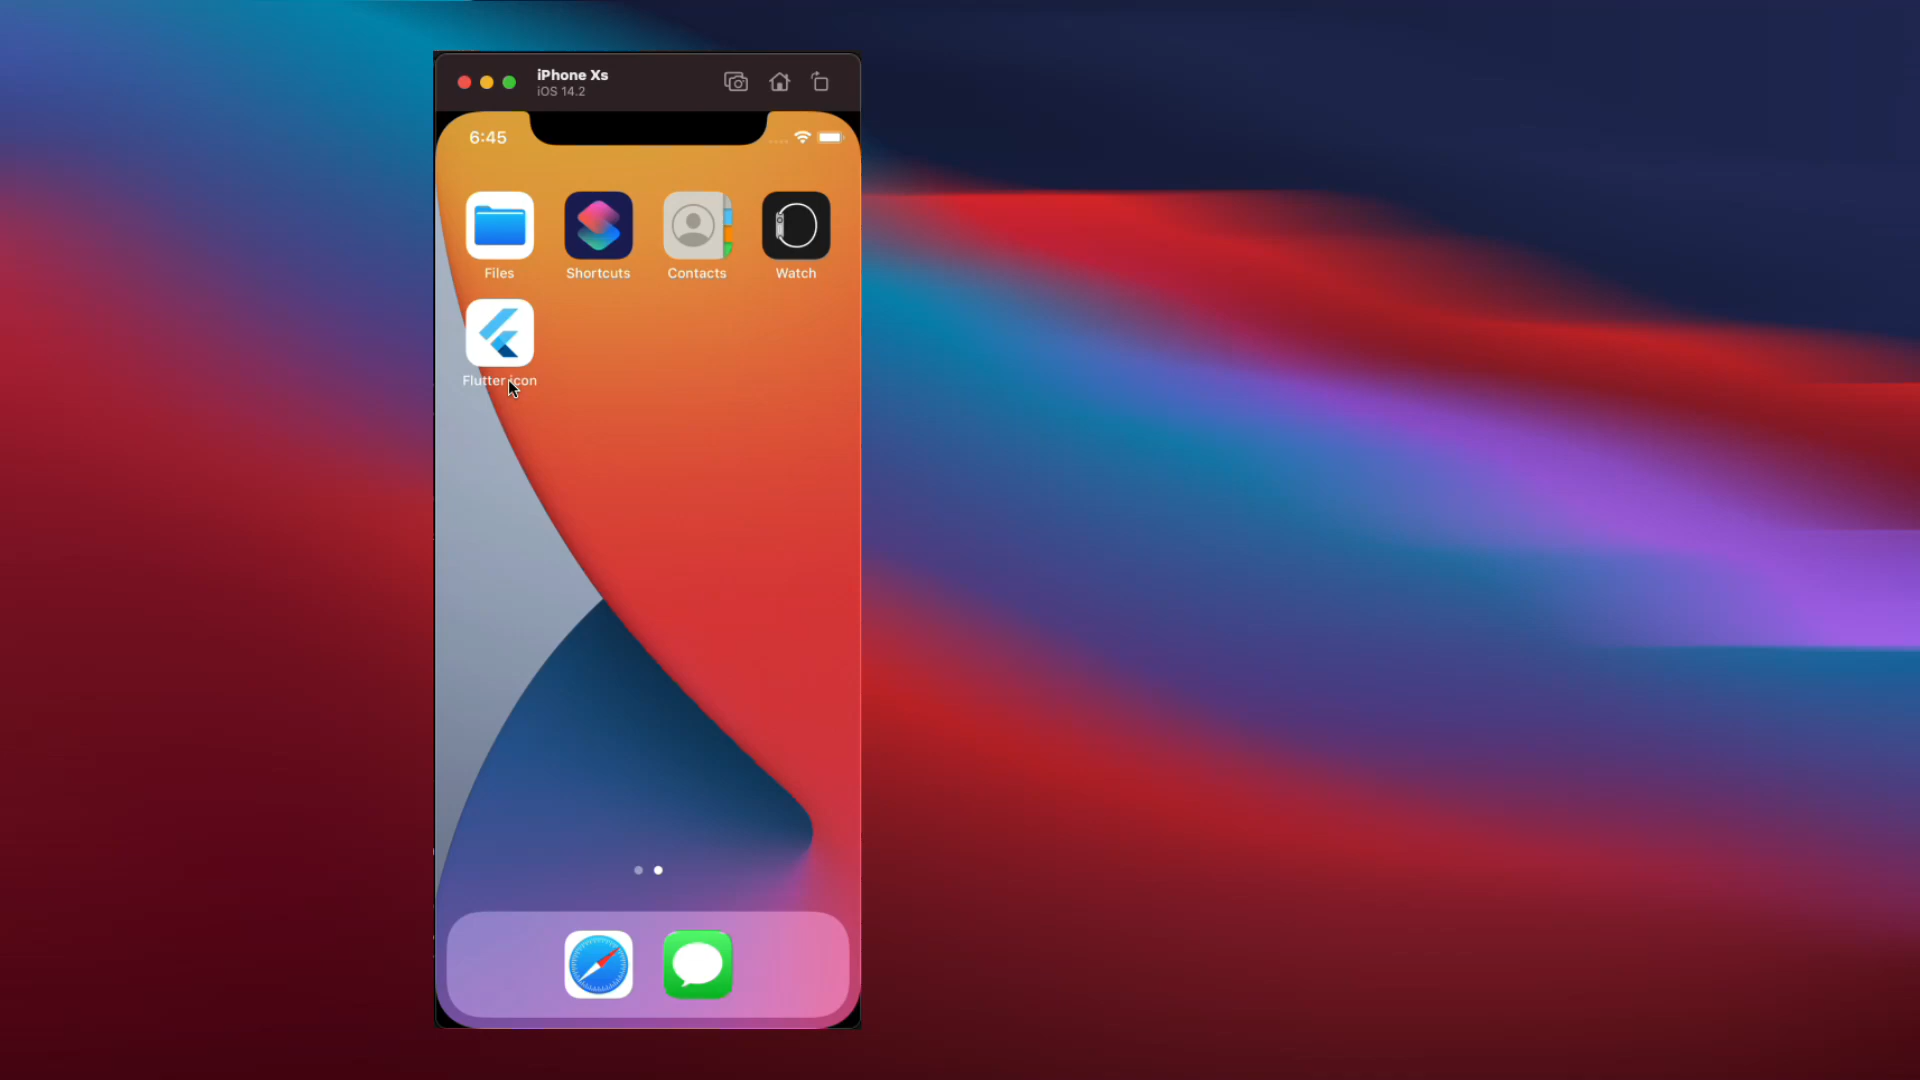 iPhone Xs
iOS 14.2
6:45
Files
Shortcuts
Contacts
Watch
Flutter icon